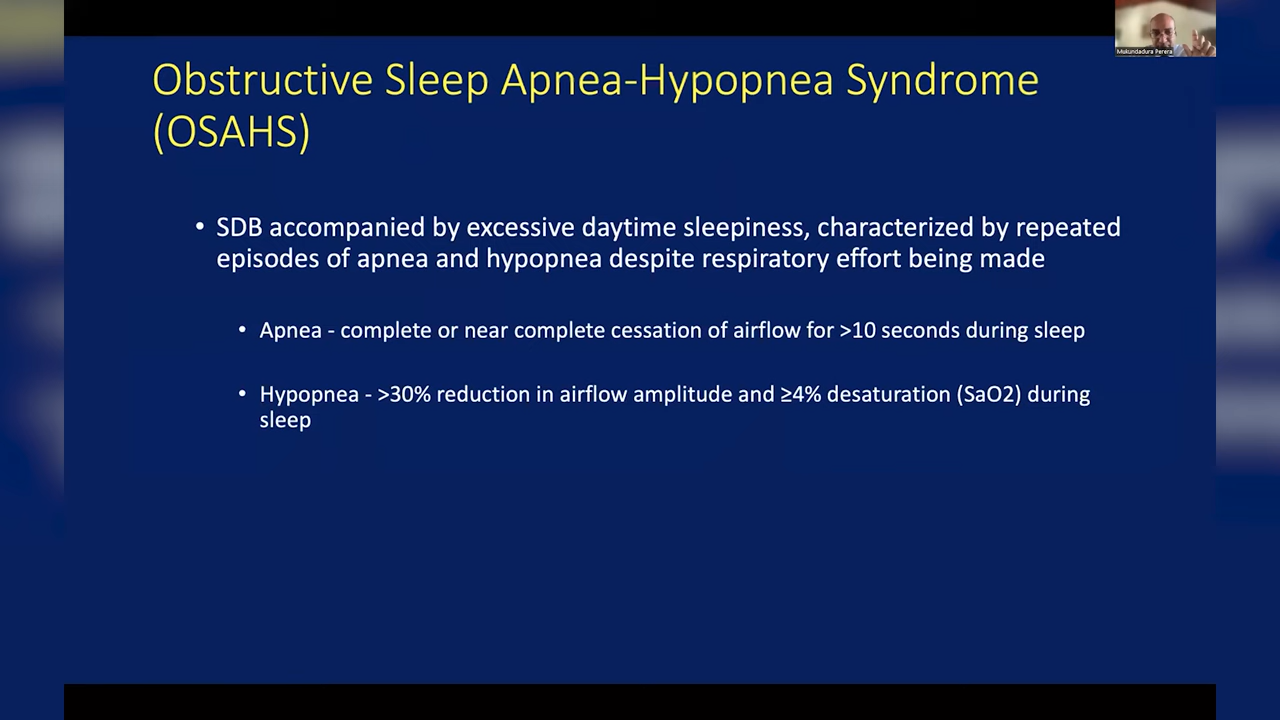 Mukundadura Perera
Obstructive Sleep Apnea-Hypopnea Syndrome
(OSAHS)
• SDB accompanied by excessive daytime sleepiness, characterized by repeated
episodes of apnea and hypopnea despite respiratory effort being made
• Apnea - complete or near complete cessation of airflow for >10 seconds during sleep
• Hypopnea - >30% reduction in airflow amplitude and ≥4% desaturation (SaO2) during
sleep